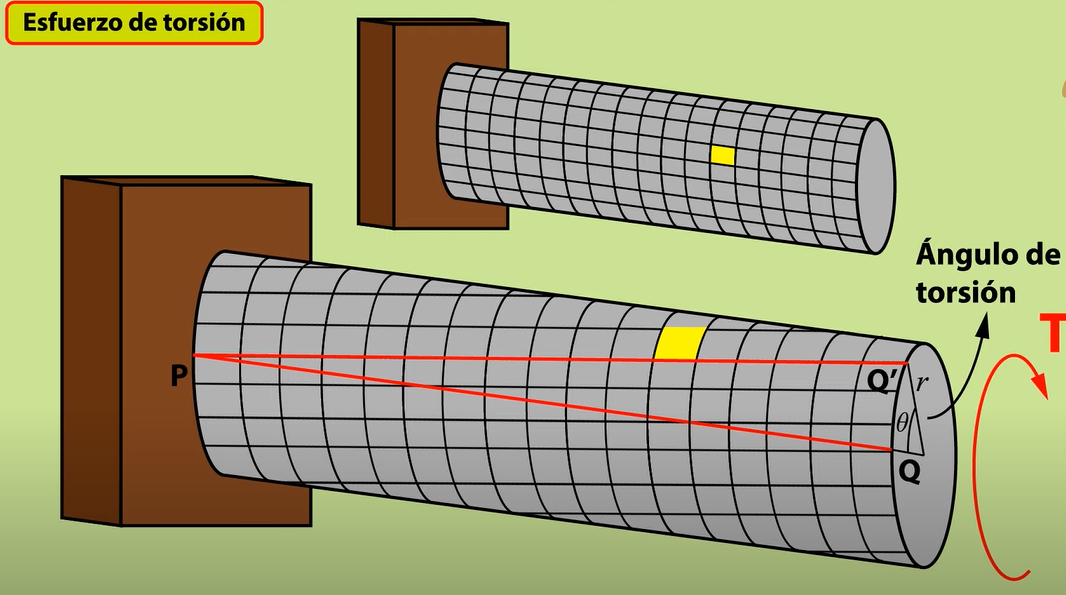 Esfuerzo de torsión
Ángulo de
torsión
T
P
Q'
r
θ
Q